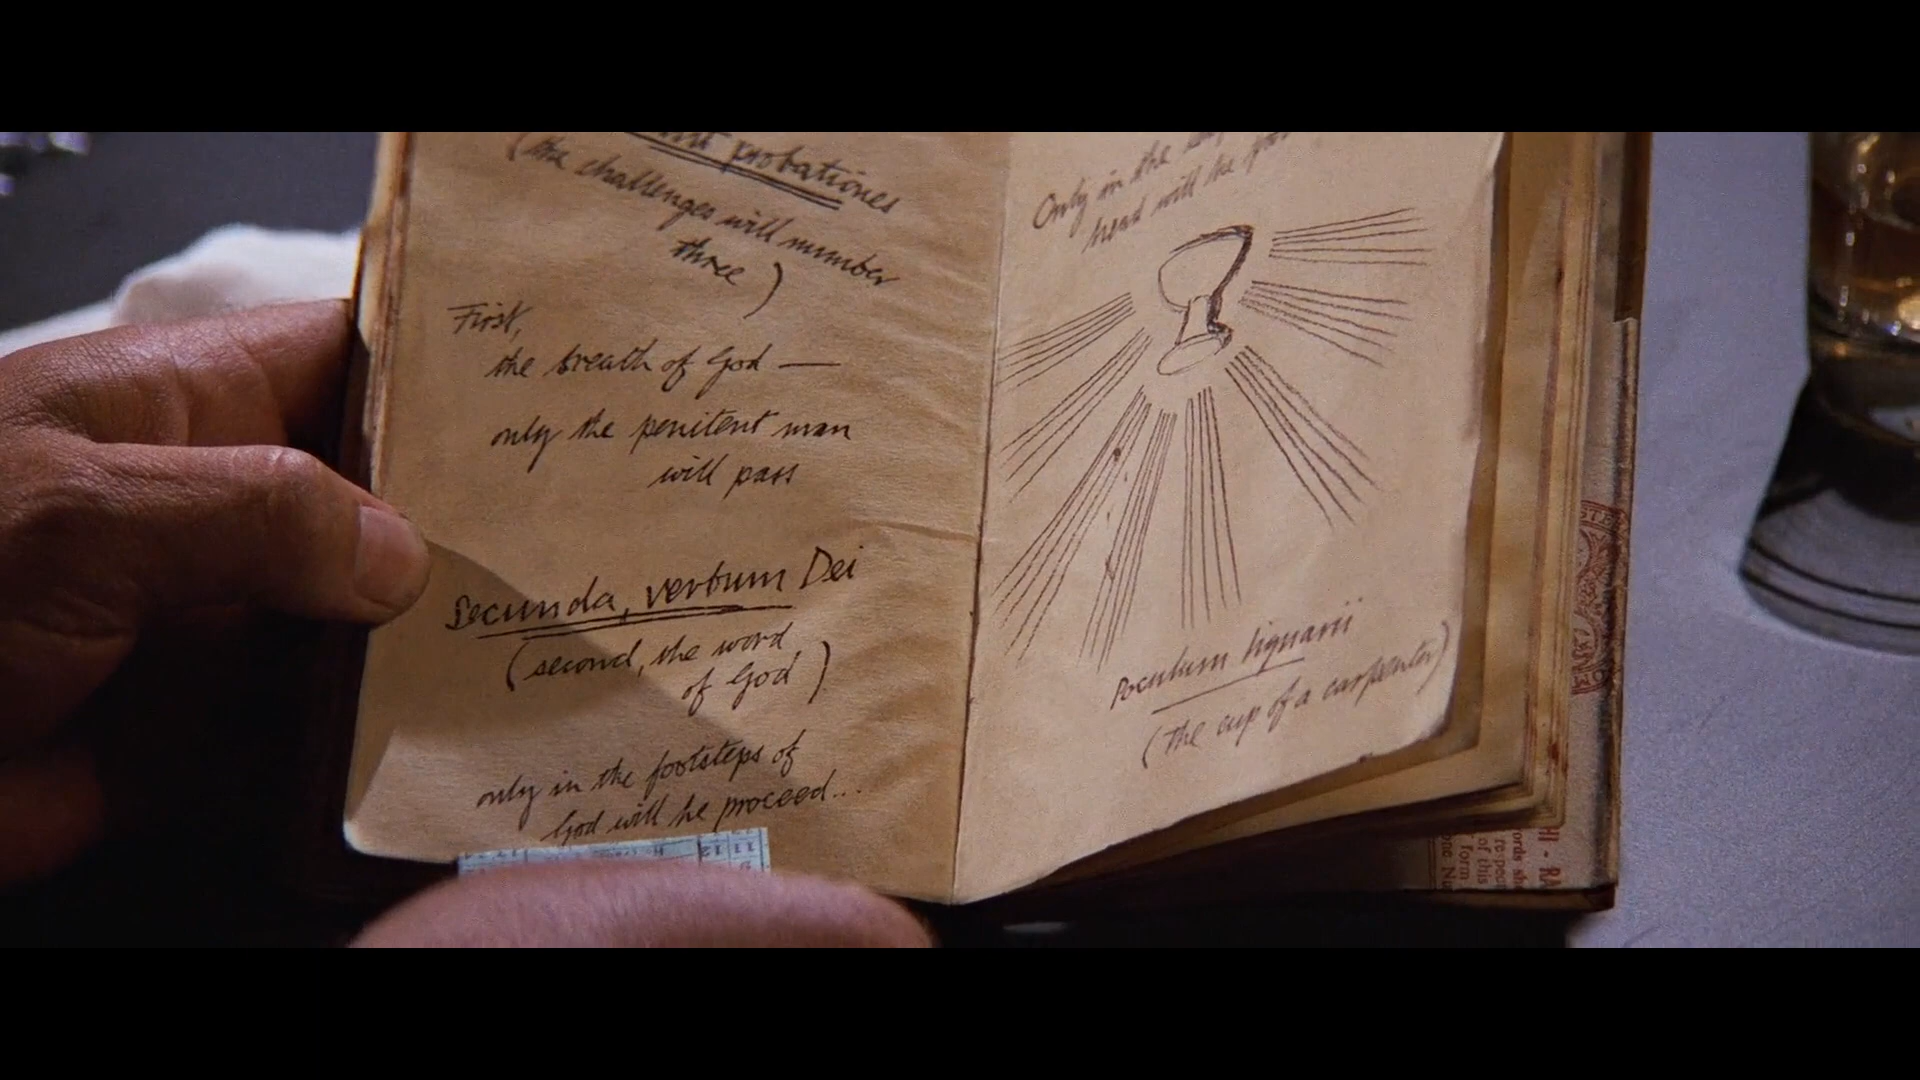 probationes
(the challenges will number
three)
First,
the breath of God —
only the penitent man
will pass
Secunda, verbum Dei
(second, the word
of God)
only in the footsteps of
God will he proceed...
Only in the
head will he
Poculum lignarii
(the cup of a carpenter)